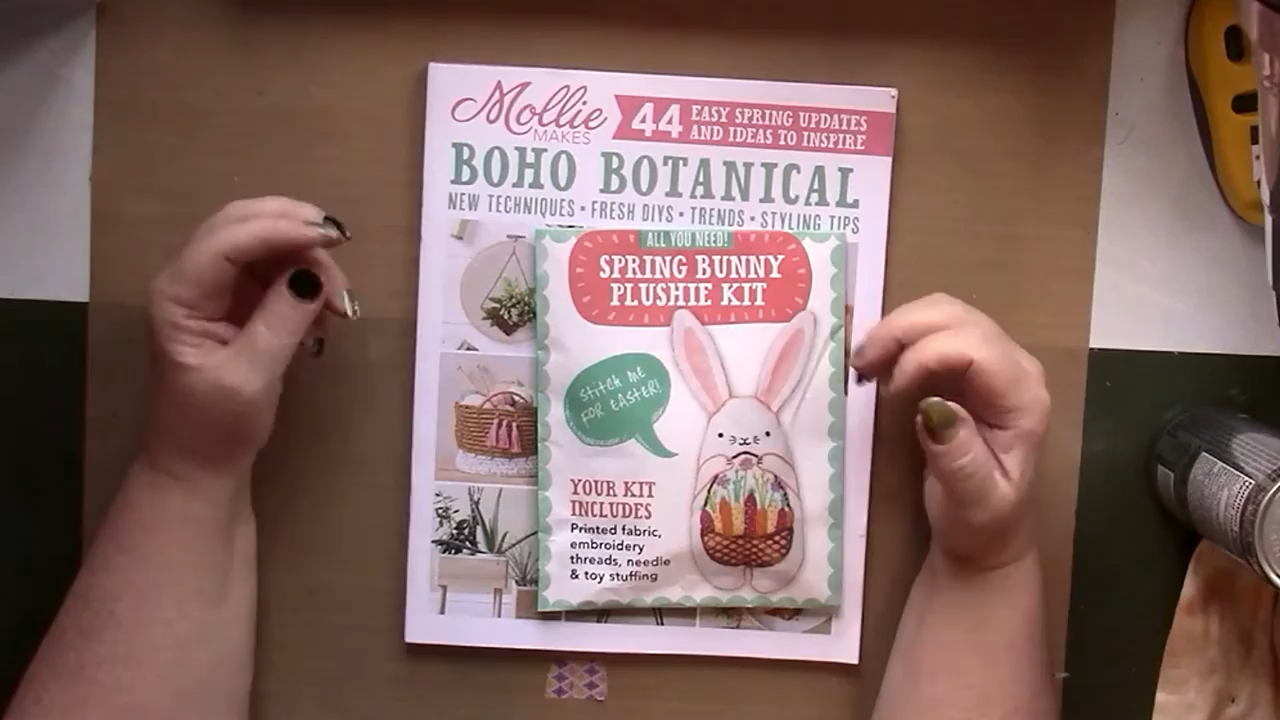 Mollie
MAKES
44 EASY SPRING UPDATES
AND IDEAS TO INSPIRE
BOHO BOTANICAL
NEW TECHNIQUES • FRESH DIYS • TRENDS • STYLING TIPS
ALL YOU NEED!
SPRING BUNNY
PLUSHIE KIT
STITCH ME
FOR EASTER!
YOUR KIT
INCLUDES
Printed fabric,
embroidery
threads, needle
& toy stuffing